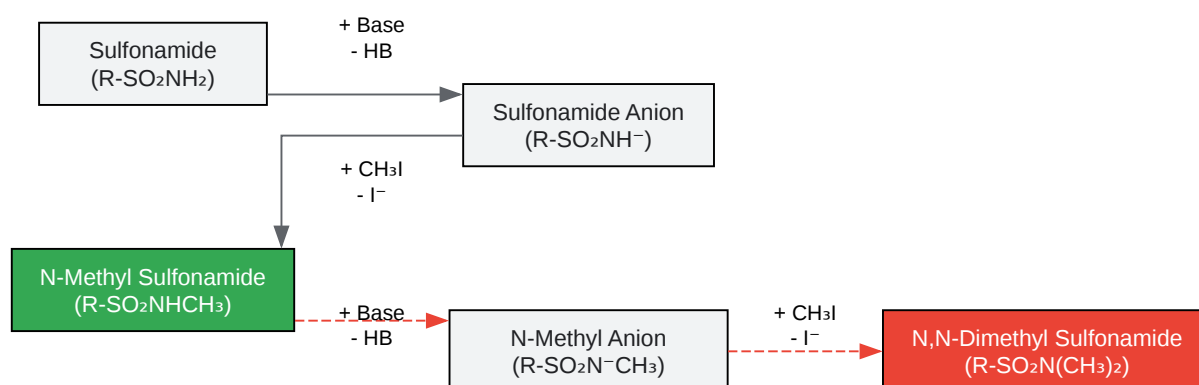 Sulfonamide
(R-SO₂NH₂)
+ Base
- HB
Sulfonamide Anion
(R-SO₂NH⁻)
+ CH₃I
- I⁻
N-Methyl Sulfonamide
(R-SO₂NHCH₃)
+ Base
- HB
N-Methyl Anion
(R-SO₂N⁻CH₃)
+ CH₃I
- I⁻
N,N-Dimethyl Sulfonamide
(R-SO₂N(CH₃)₂)